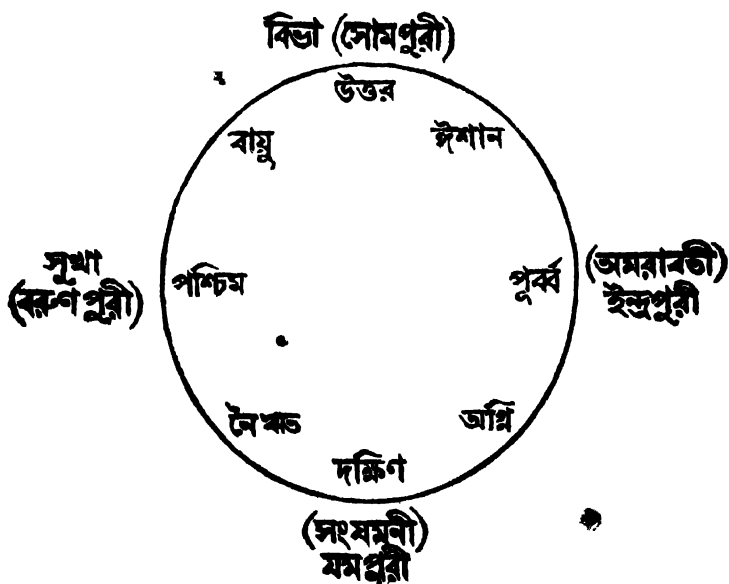 বিভা (সোমপুরী)
উত্তর
বায়ু
ঈশান
সুখা
(বরুণপুরী)
পশ্চিম
পূর্ব্ব
(অমরাবতী)
ইন্দ্রপুরী
নৈঋত
অগ্নি
দক্ষিণ
(সংযমনী)
যমপুরী